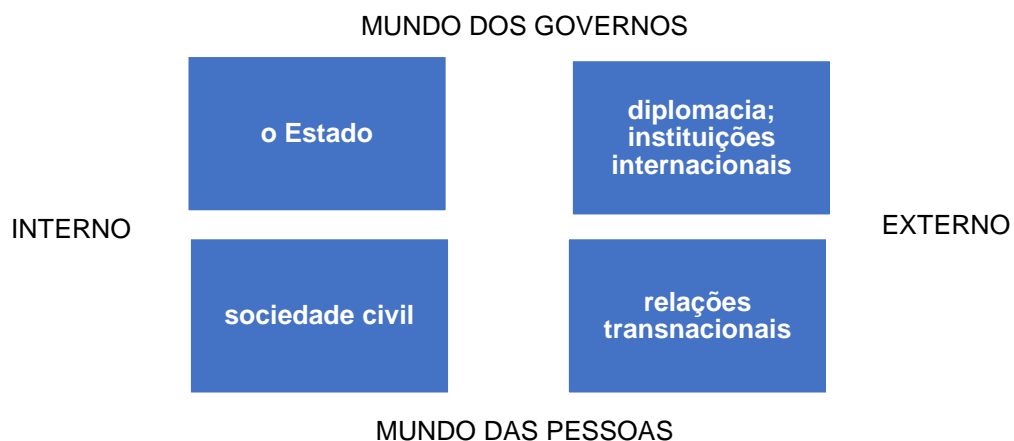 MUNDO DOS GOVERNOS
o Estado
diplomacia;
instituições
internacionais
INTERNO
EXTERNO
sociedade civil
relações
transnacionais
MUNDO DAS PESSOAS